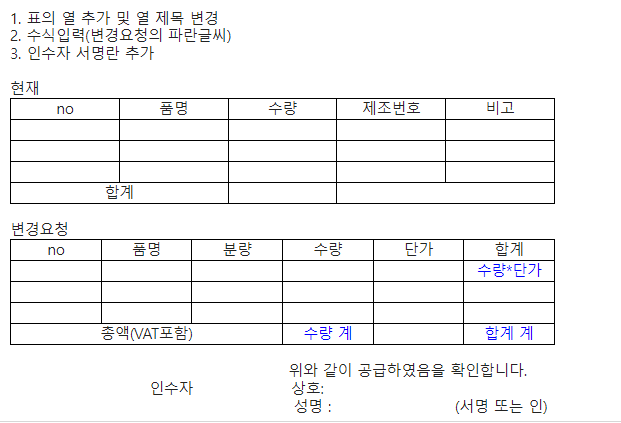 1. 표의 열 추가 및 열 제목 변경
2. 수식입력(변경요청의 파란글씨)
3. 인수자 서명란 추가
현재
no 품명 수량 제조번호 비고
합계
변경요청
no 품명 분량 수량 단가 합계
수량*단가
총액(VAT포함) 수량 계 합계 계
위와 같이 공급하였음을 확인합니다.
인수자 상호:
성명 : (서명 또는 인)